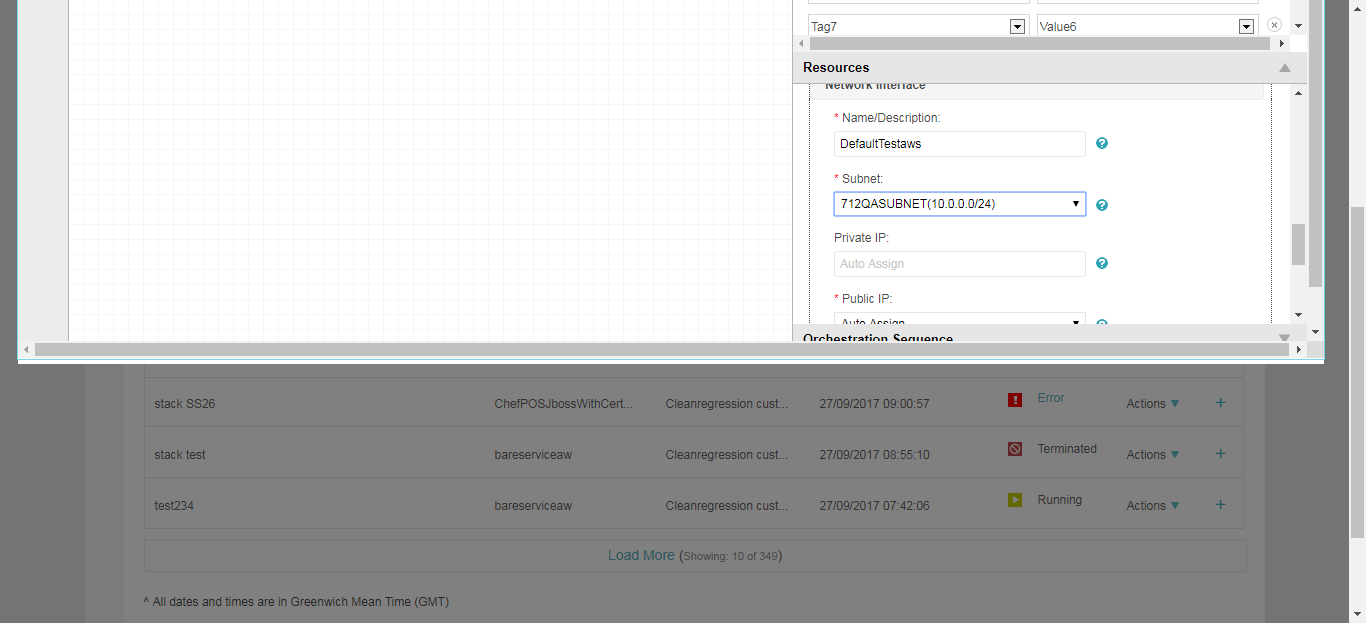 Tag7 Value6
Resources
Network Interface
* Name/Description:
DefaultTestaws
* Subnet:
712QASUBNET(10.0.0.0/24)
Private IP:
Auto Assign
* Public IP:
Auto Assign
Orchestration Sequence
stack SS26 ChefPOSJbossWithCert... Cleanregression cust... 27/09/2017 09:00:57 Error Actions
stack test bareserviceaw Cleanregression cust... 27/09/2017 08:55:10 Terminated Actions
test234 bareserviceaw Cleanregression cust... 27/09/2017 07:42:06 Running Actions
Load More (Showing: 10 of 349)
^ All dates and times are in Greenwich Mean Time (GMT)